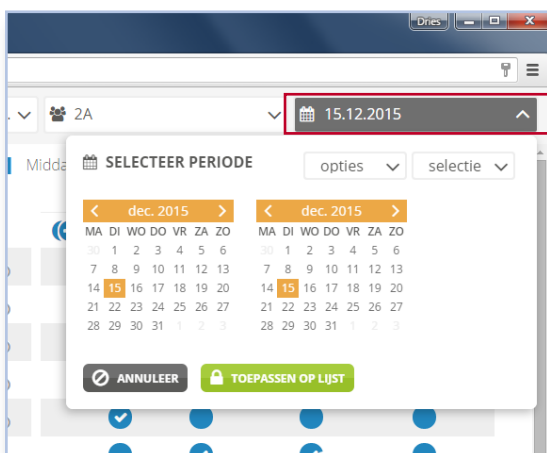 Dries
2A
15.12.2015
Midda
SELECTEER PERIODE
opties
selectie
dec. 2015
dec. 2015
MA DI WO DO VR ZA ZO
MA DI WO DO VR ZA ZO
30 1 2 3 4 5 6
30 1 2 3 4 5 6
7 8 9 10 11 12 13
7 8 9 10 11 12 13
14 15 16 17 18 19 20
14 15 16 17 18 19 20
21 22 23 24 25 26 27
21 22 23 24 25 26 27
28 29 30 31 1 2 3
28 29 30 31 1 2 3
ANNULEER
TOEPASSEN OP LIJST